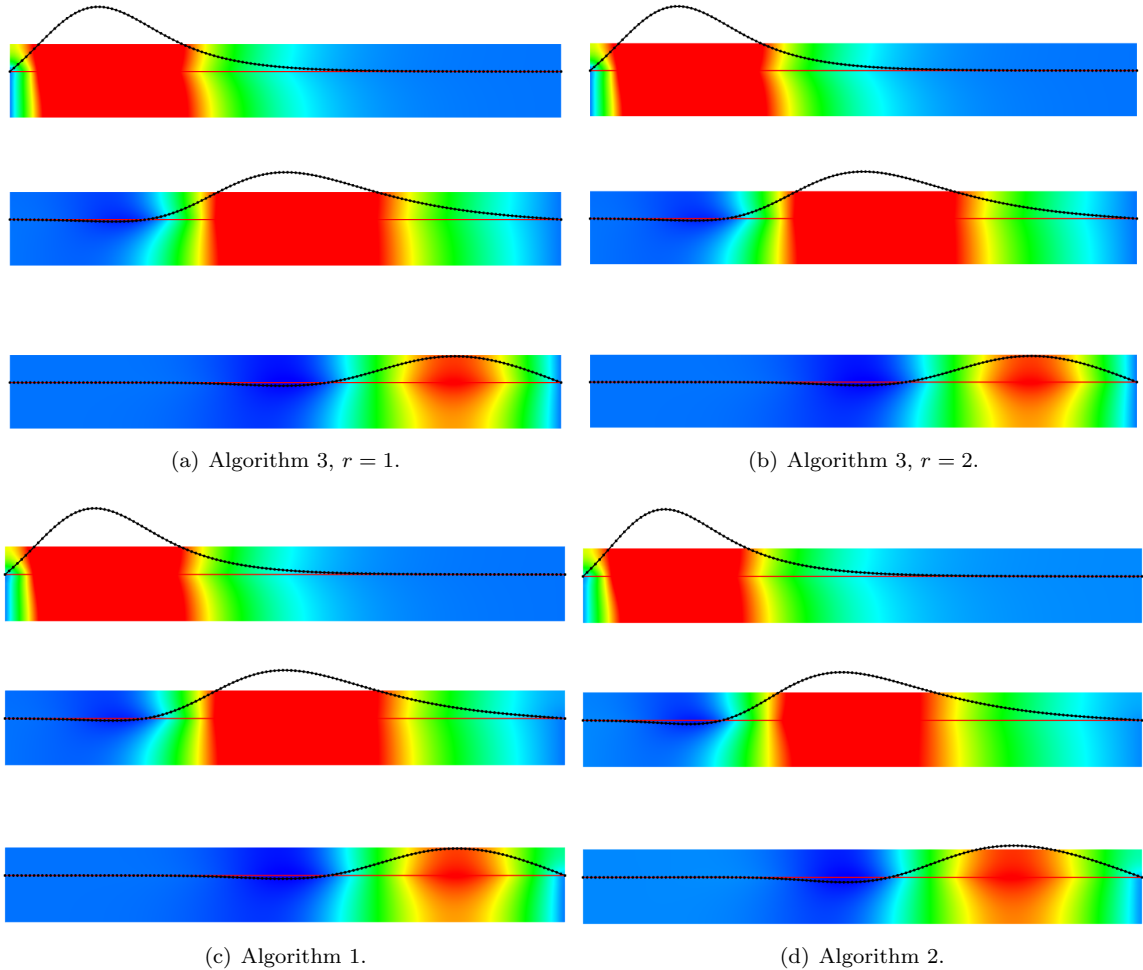 (a) Algorithm 3, r = 1.
(b) Algorithm 3, r = 2.
(c) Algorithm 1.
(d) Algorithm 2.